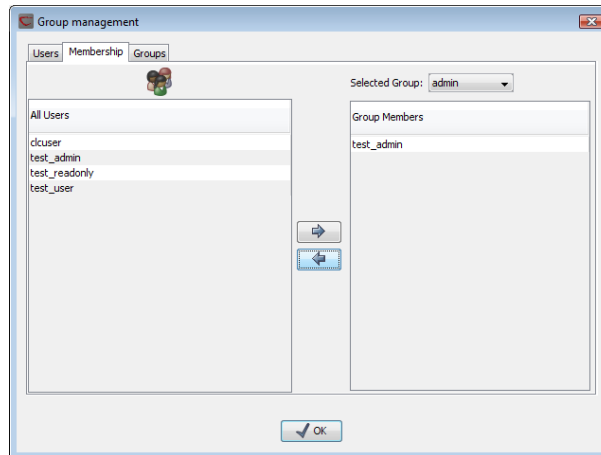 Group management
Users Membership Groups
Selected Group: admin
All Users
clcuser
test_admin
test_readonly
test_user
Group Members
test_admin
OK